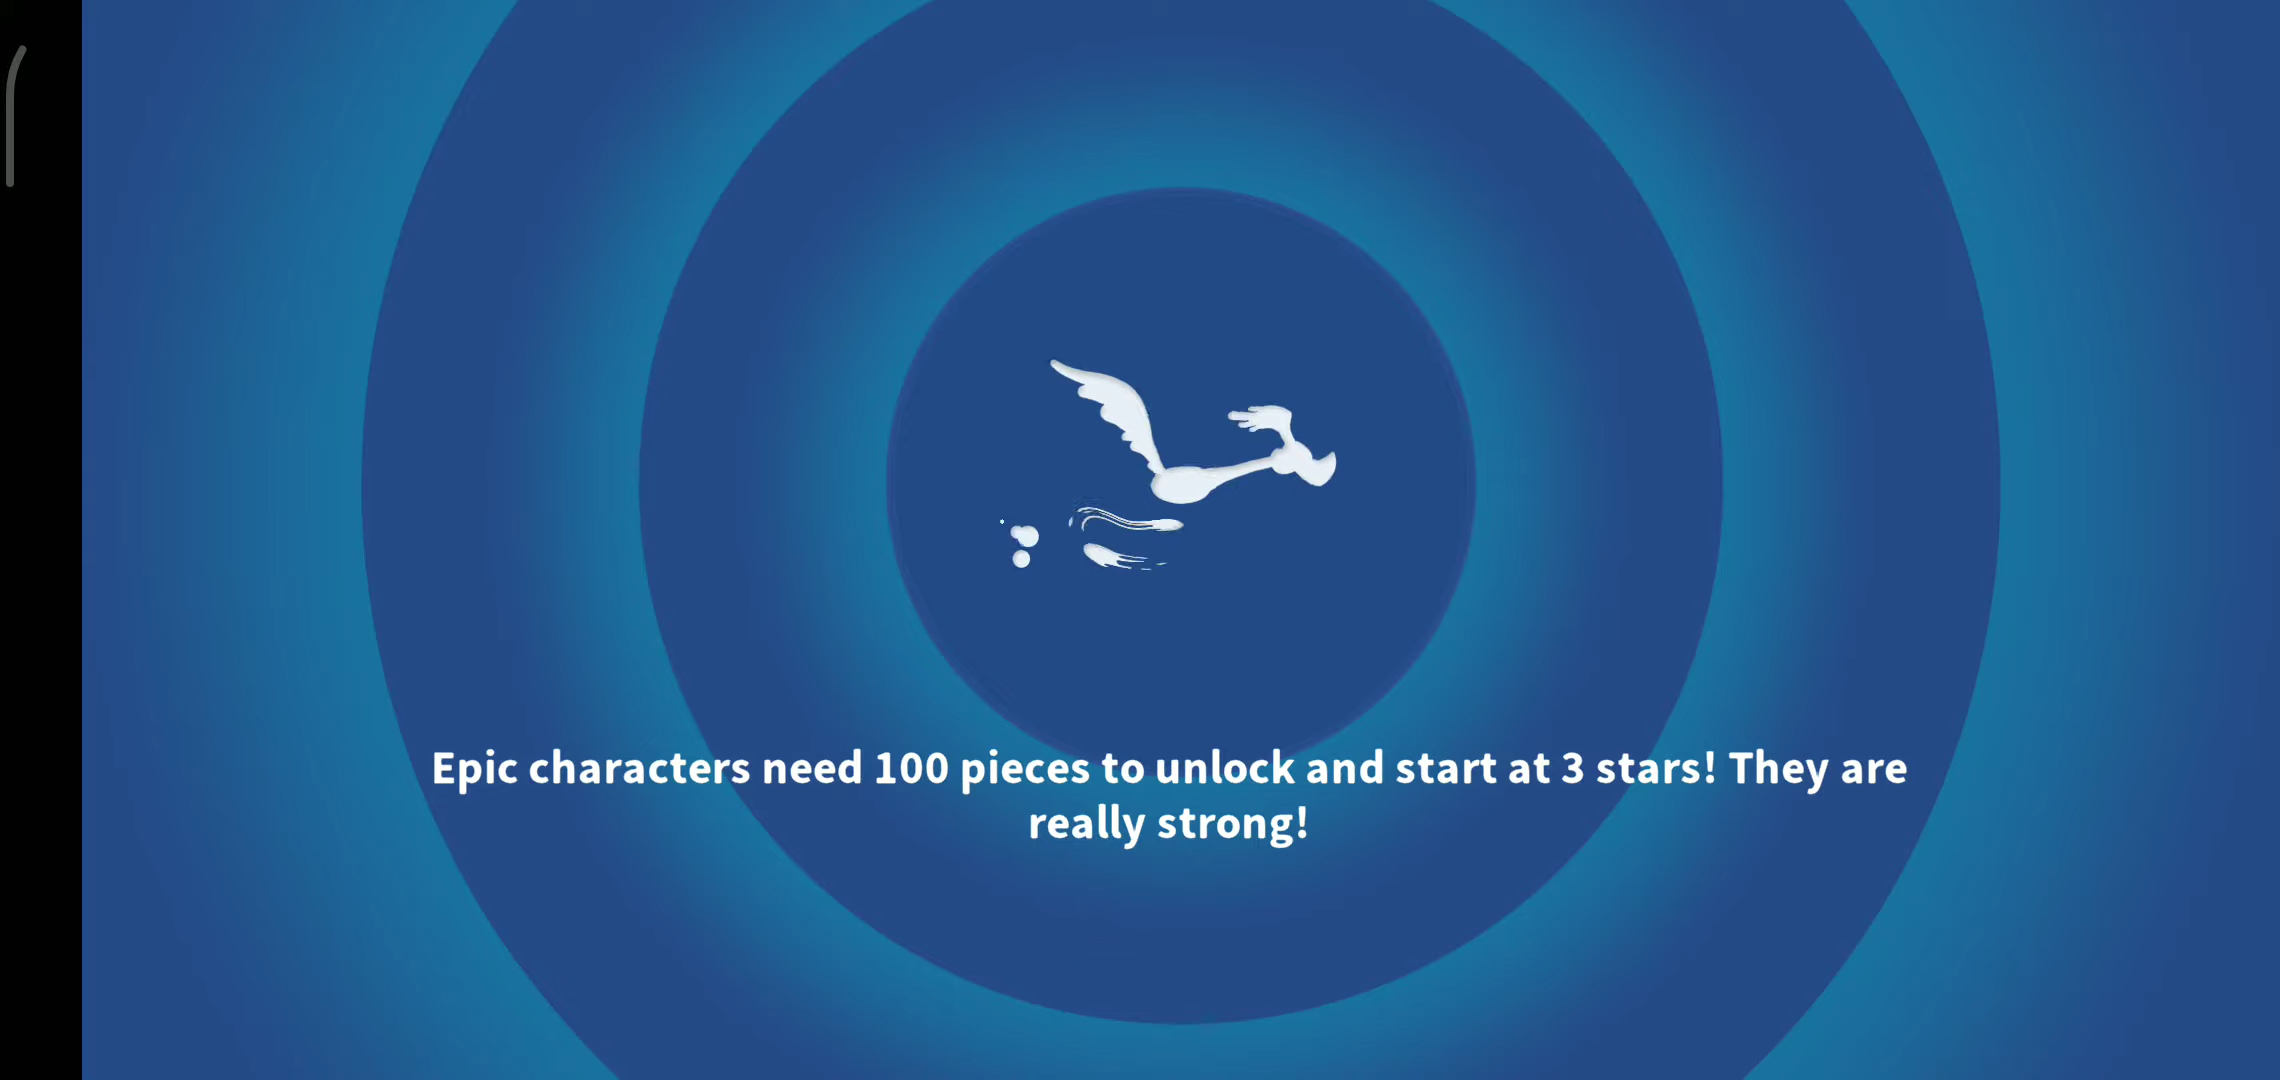 Epic characters need 100 pieces to unlock and start at 3 stars! They are
really strong!